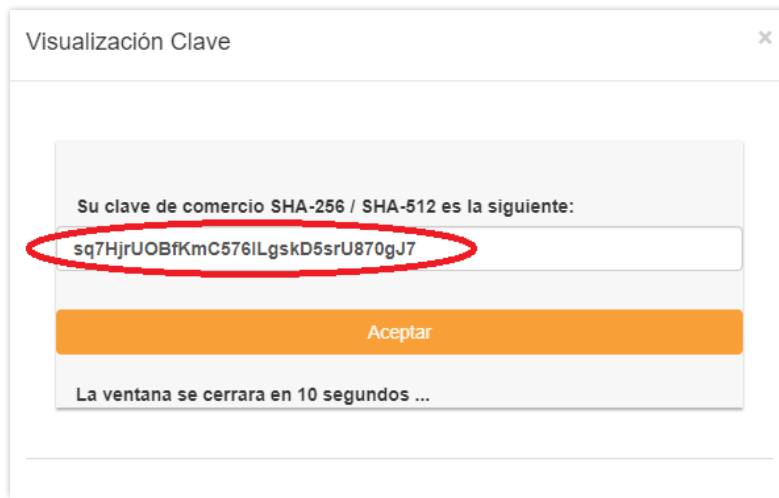 Visualización Clave
×
Su clave de comercio SHA-256 / SHA-512 es la siguiente:
sq7HjrUOBfKmC576ILgskD5srU870gJ7
Aceptar
La ventana se cerrara en 10 segundos ...